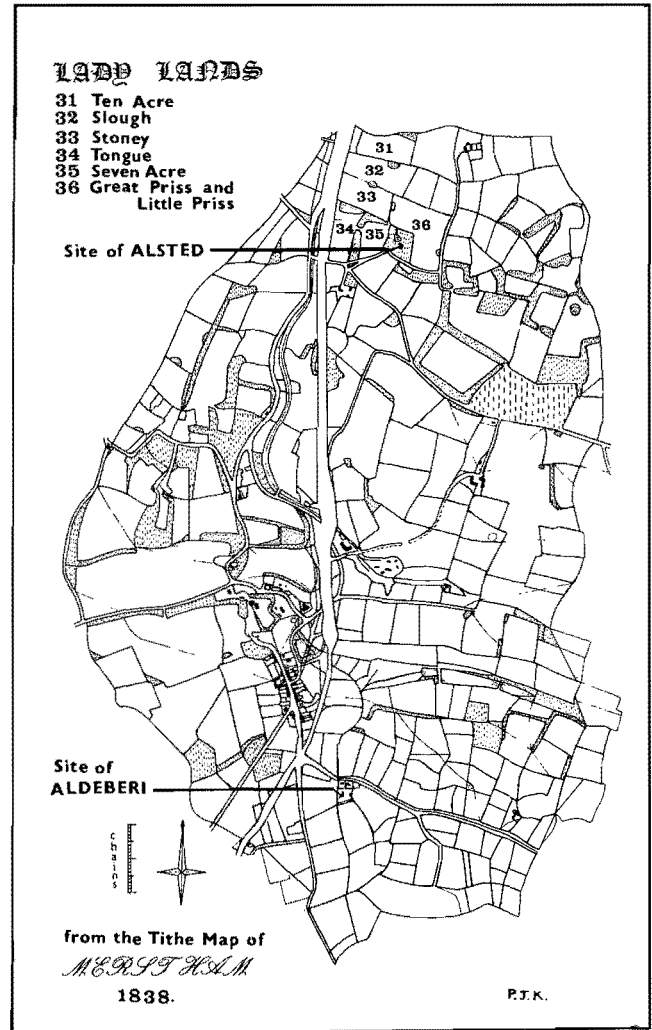 LADY LANDS
31 Ten Acre
32 Slough
33 Stoney
34 Tongue
35 Seven Acre
36 Great Priss and
Little Priss
31
32
33
34 35 36
Site of ALSTED
Site of
ALDEBERI
chains
from the Tithe Map of
MERSTHAM
1838.
P.J.K.